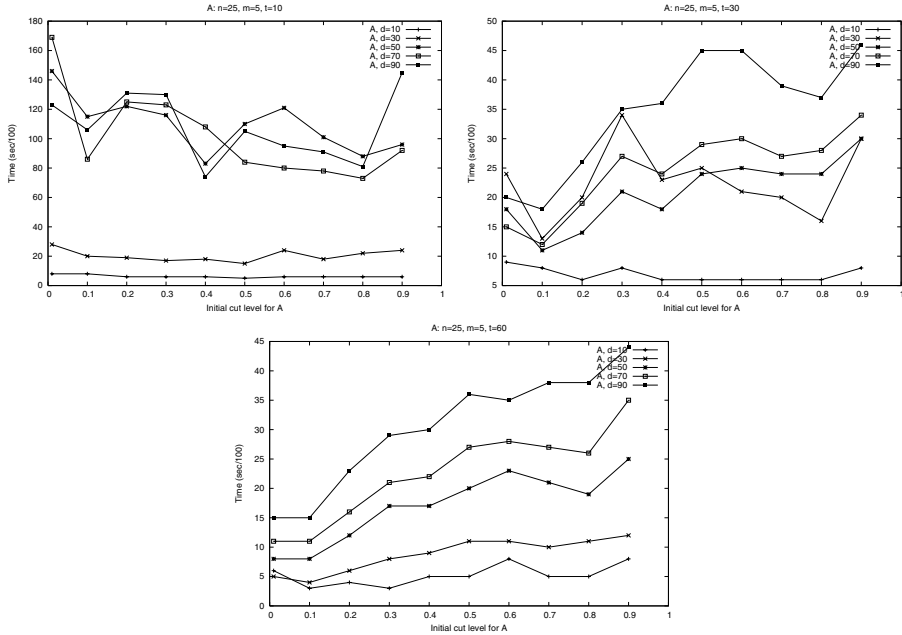 A: n=25, m=5, t=10
180
160
140
120
100
80
60
40
20
0
Time (sec/100)
0 0.1 0.2 0.3 0.4 0.5 0.6 0.7 0.8 0.9 1
Initial cut level for A
A, d=10
A, d=30
A, d=50
A, d=70
A, d=90
A: n=25, m=5, t=30
50
45
40
35
30
25
20
15
10
5
Time (sec/100)
0 0.1 0.2 0.3 0.4 0.5 0.6 0.7 0.8 0.9 1
Initial cut level for A
A, d=10
A, d=30
A, d=50
A, d=70
A, d=90
A: n=25, m=5, t=60
45
40
35
30
25
20
15
10
5
0
Time (sec/100)
0 0.1 0.2 0.3 0.4 0.5 0.6 0.7 0.8 0.9 1
Initial cut level for A
A, d=10
A, d=30
A, d=50
A, d=70
A, d=90